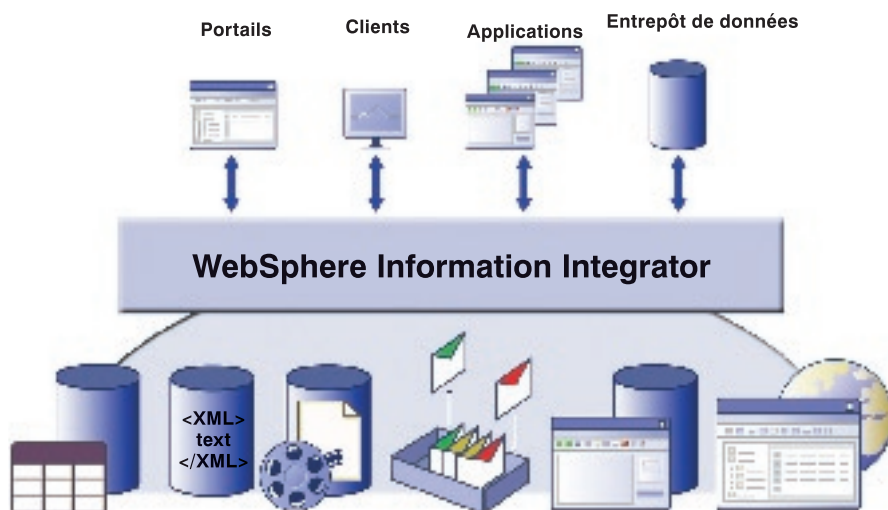 Portails
Clients
Applications
Entrepôt de données
WebSphere Information Integrator
<XML>
text
</XML>